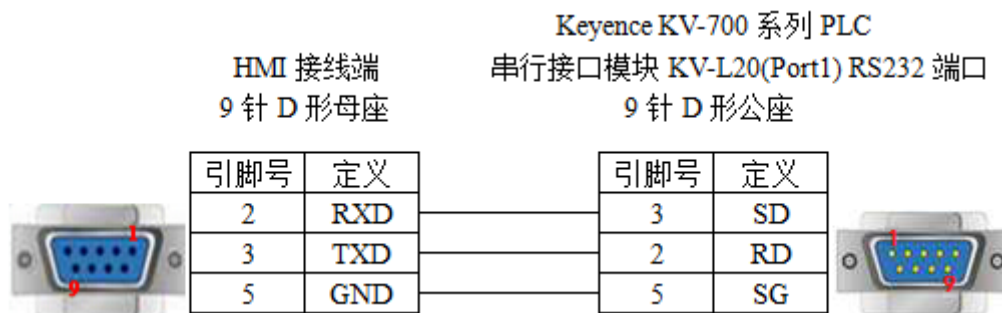 Keyence KV-700 系列 PLC
HMI 接线端
串行接口模块 KV-L20(Port1) RS232 端口
9 针 D 形母座
9 针 D 形公座
引脚号 定义
引脚号 定义
2 RXD
3 SD
3 TXD
2 RD
5 GND
5 SG
1
9
1
9